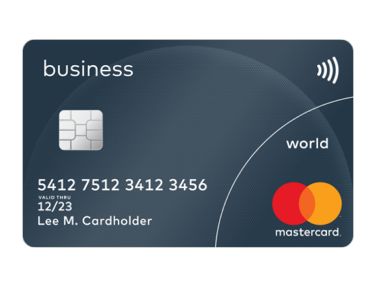 business
world
5412 7512 3412 3456
VALID THRU
12/23
Lee M. Cardholder
mastercard.